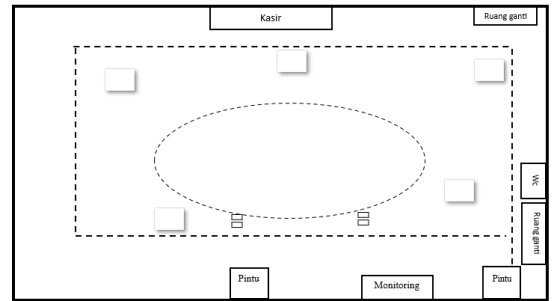 Kasir
Ruang ganti
Wc
Ruang ganti
Pintu
Monitoring
Pintu